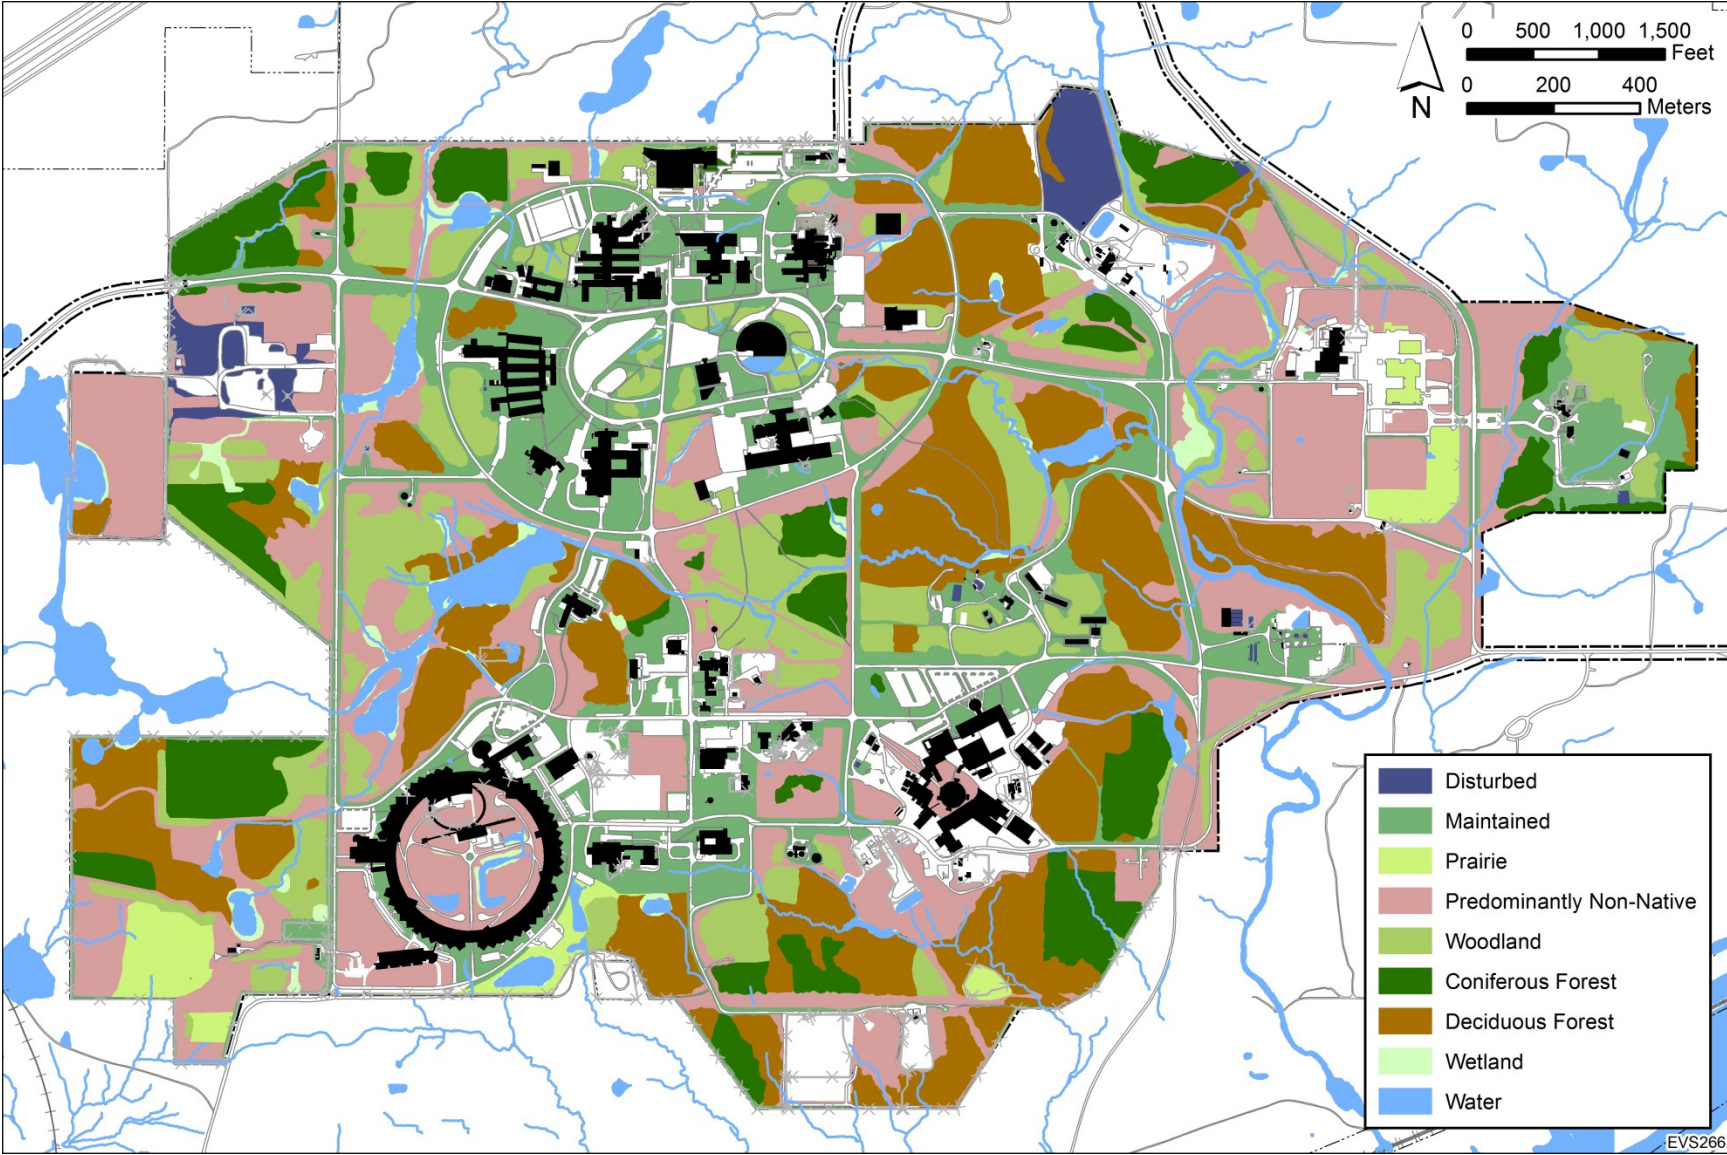 0 500 1,000 1,500
Feet
0 200 400
Meters
N
Disturbed
Maintained
Prairie
Predominantly Non-Native
Woodland
Coniferous Forest
Deciduous Forest
Wetland
Water
EVS266